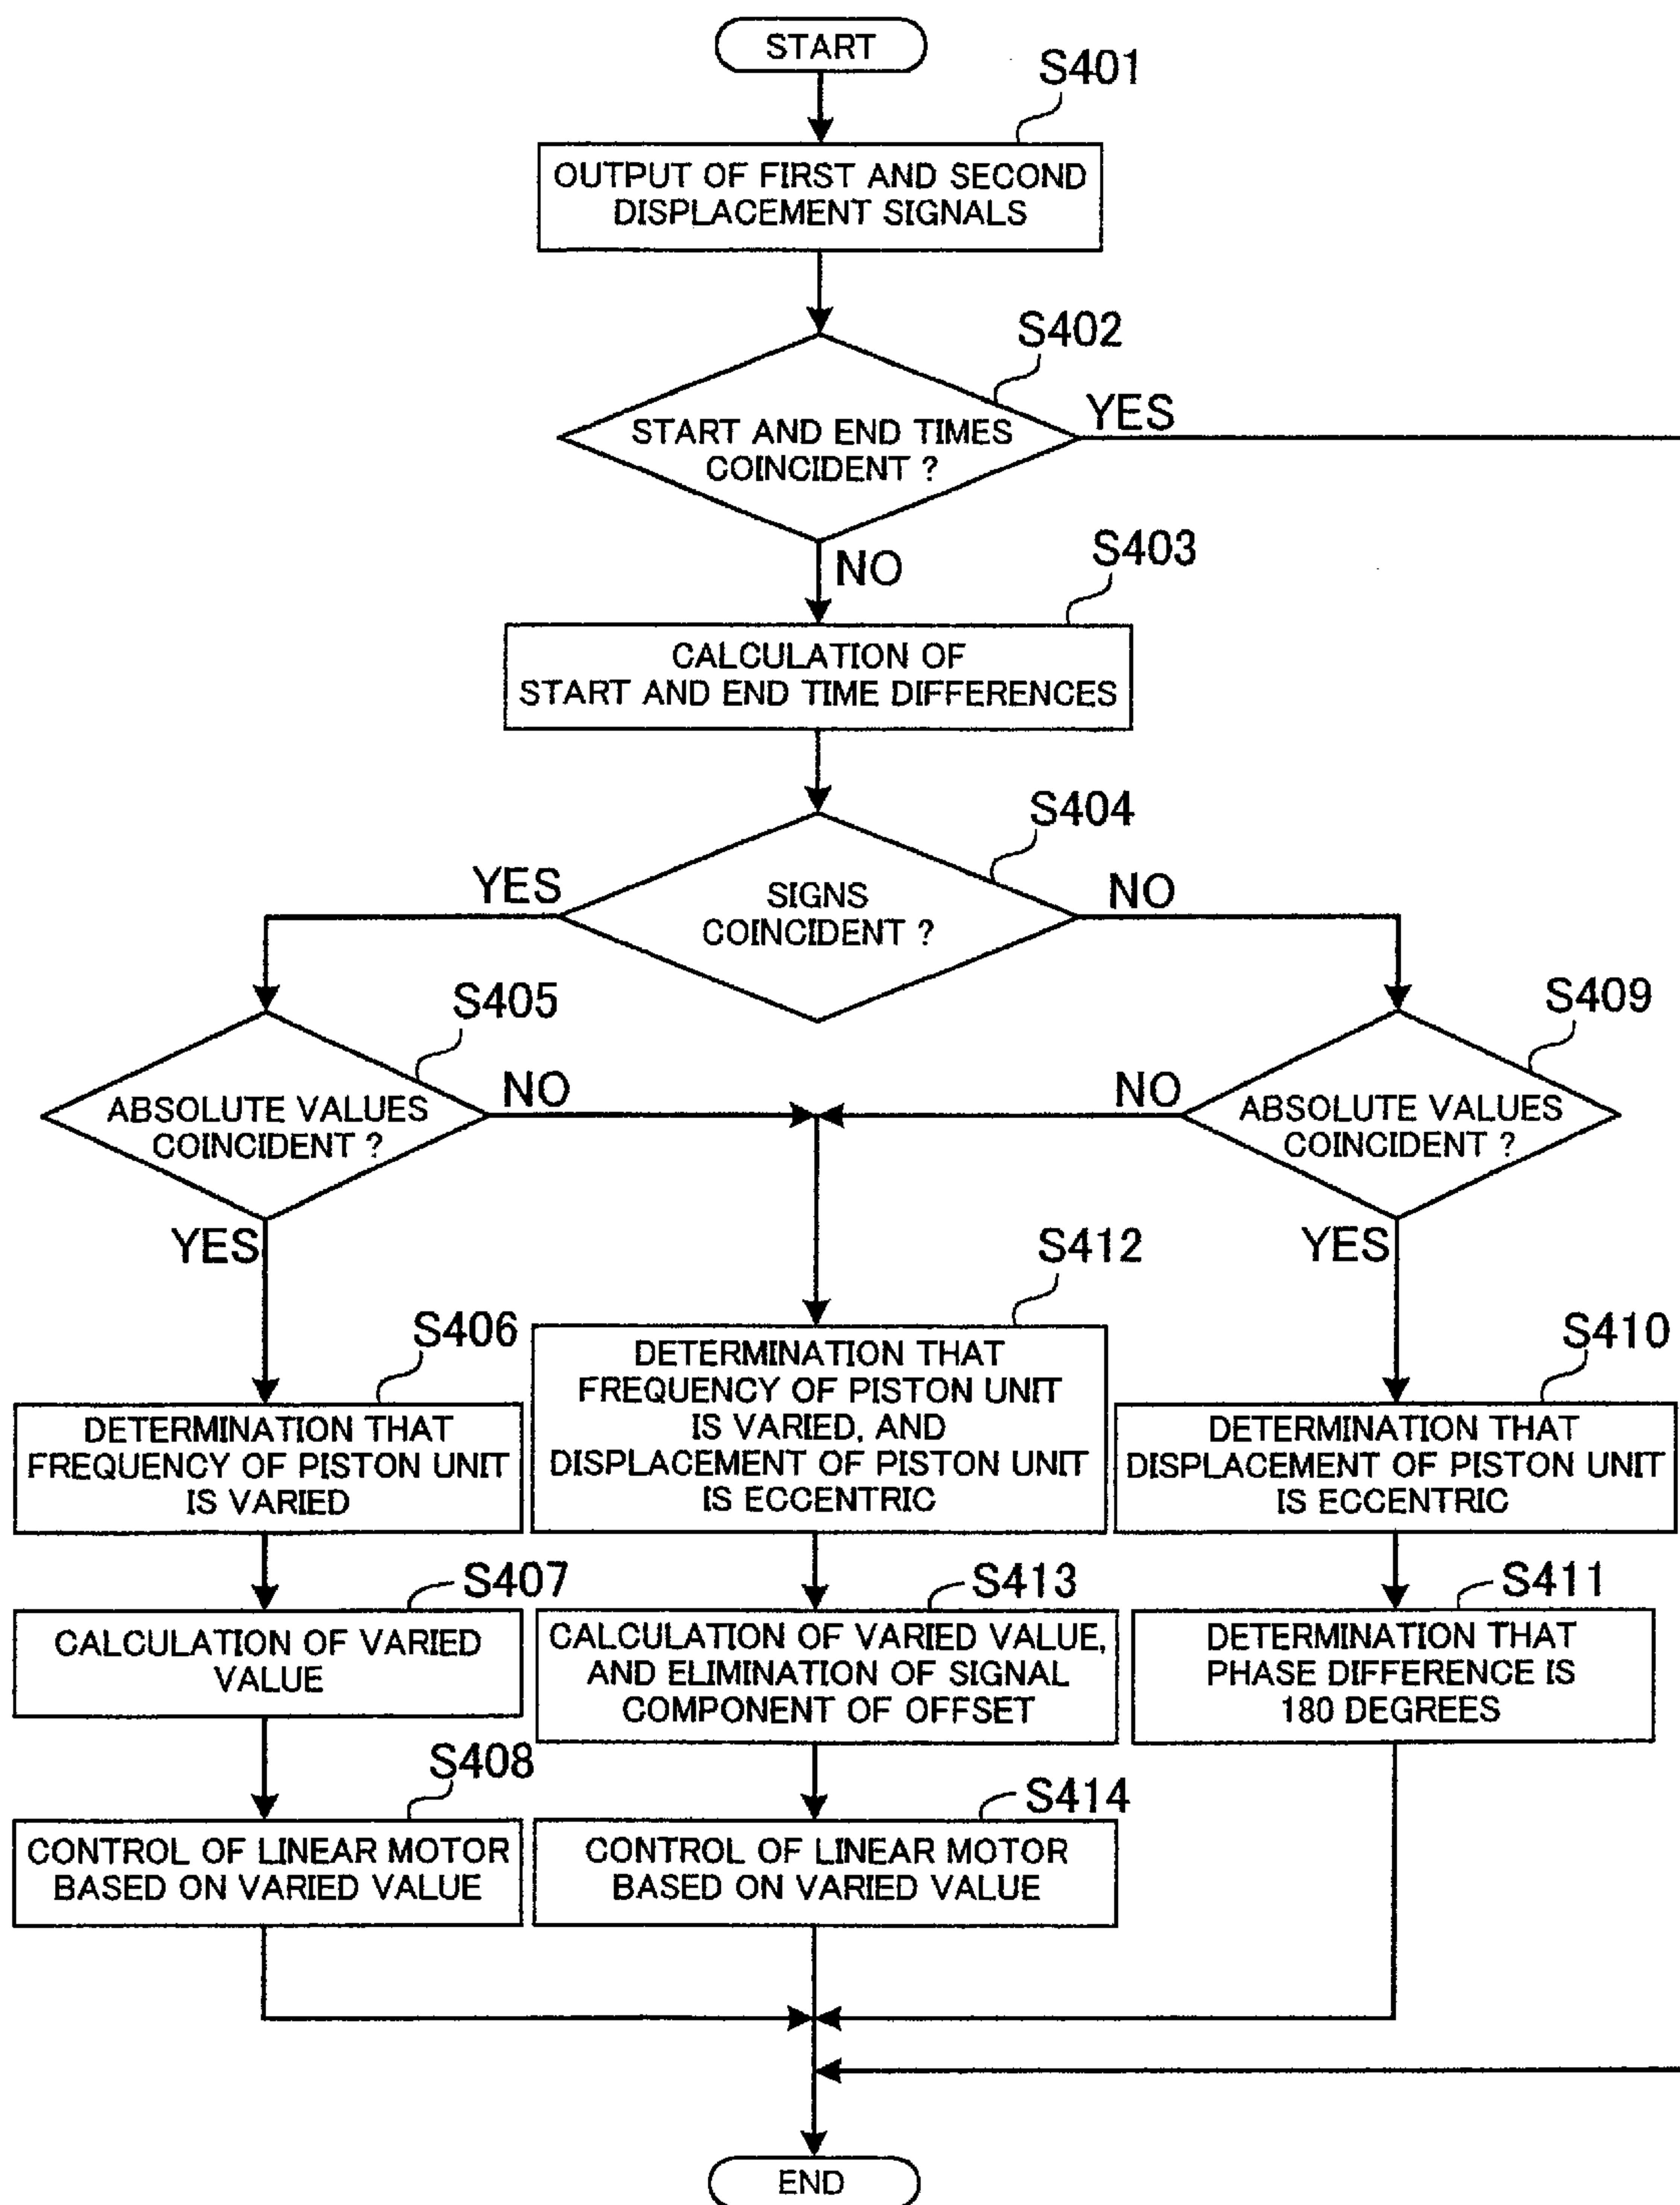 START
S401
OUTPUT OF FIRST AND SECOND
DISPLACEMENT SIGNALS
S402
START AND END TIMES
COINCIDENT ?
YES
NO
S403
CALCULATION OF
START AND END TIME DIFFERENCES
S404
SIGNS
COINCIDENT ?
YES
NO
S405
ABSOLUTE VALUES
COINCIDENT ?
NO
YES
S409
ABSOLUTE VALUES
COINCIDENT ?
NO
YES
S406
DETERMINATION THAT
FREQUENCY OF PISTON UNIT
IS VARIED
S412
DETERMINATION THAT
FREQUENCY OF PISTON UNIT
IS VARIED, AND
DISPLACEMENT OF PISTON UNIT
IS ECCENTRIC
S410
DETERMINATION THAT
DISPLACEMENT OF PISTON UNIT
IS ECCENTRIC
S407
CALCULATION OF VARIED
VALUE
S413
CALCULATION OF VARIED VALUE,
AND ELIMINATION OF SIGNAL
COMPONENT OF OFFSET
S411
DETERMINATION THAT
PHASE DIFFERENCE IS
180 DEGREES
S408
CONTROL OF LINEAR MOTOR
BASED ON VARIED VALUE
S414
CONTROL OF LINEAR MOTOR
BASED ON VARIED VALUE
END